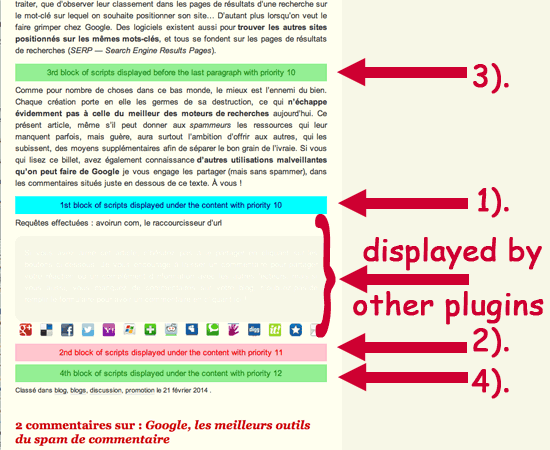 traiter, que d'observer leur classement dans les pages de résultats d'une recherche sur
le mot-clé sur lequel on souhaite positionner son site… D'autant plus lorsqu'on veut le
faire grimper chez Google. Des logiciels existent aussi pour trouver les autres sites
positionnés sur les mêmes mots-clés, et tous se fondent sur les pages de résultats
de recherches (SERP — Search Engine Results Pages).
3rd block of scripts displayed before the last paragraph with priority 10
3).
Comme pour nombre de choses dans ce bas monde, le mieux est l'ennemi du bien.
Chaque création porte en elle les germes de sa destruction, ce qui n'échappe
évidemment pas à celle du meilleur des moteurs de recherches aujourd'hui. Ce
présent article, même s'il peut donner aux spammeurs les ressources qui leur
manquent parfois, mais guère, aura surtout l'ambition d'offrir aux autres, qui les
subissent, des moyens supplémentaires afin de séparer le bon grain de l'ivraie. Si vous
qui lisez ce billet, avez également connaissance d'autres utilisations malveillantes
qu'on peut faire de Google je vous engage les partager (mais sans spammer), dans
les commentaires situés juste en dessous de ce texte. À vous !
1st block of scripts displayed under the content with priority 10
1).
Requêtes effectuées : avoirun com, le raccourcisseur d'url
displayed by
other plugins
2nd block of scripts displayed under the content with priority 11
2).
4th block of scripts displayed under the content with priority 12
4).
Classé dans blog, blogs, discussion, promotion le 21 février 2014 .
2 commentaires sur : Google, les meilleurs outils
du spam de commentaire